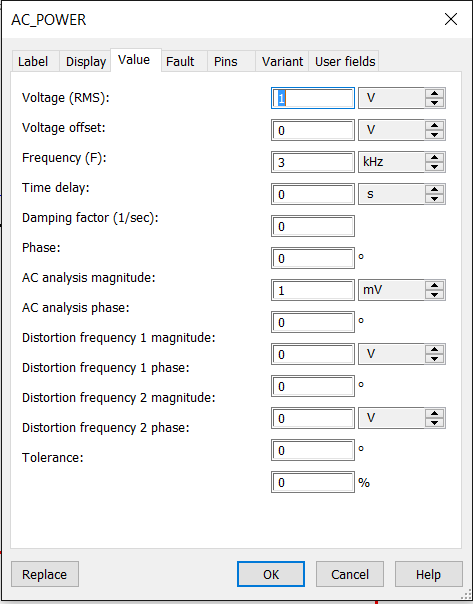 AC_POWER
Label Display Value Fault Pins Variant User fields
Voltage (RMS): 1 V
Voltage offset: 0 V
Frequency (F): 3 kHz
Time delay: 0 s
Damping factor (1/sec): 0
Phase: 0 °
AC analysis magnitude: 1 mV
AC analysis phase: 0 °
Distortion frequency 1 magnitude: 0 V
Distortion frequency 1 phase: 0 °
Distortion frequency 2 magnitude: 0 V
Distortion frequency 2 phase: 0 °
Tolerance: 0 %
Replace OK Cancel Help